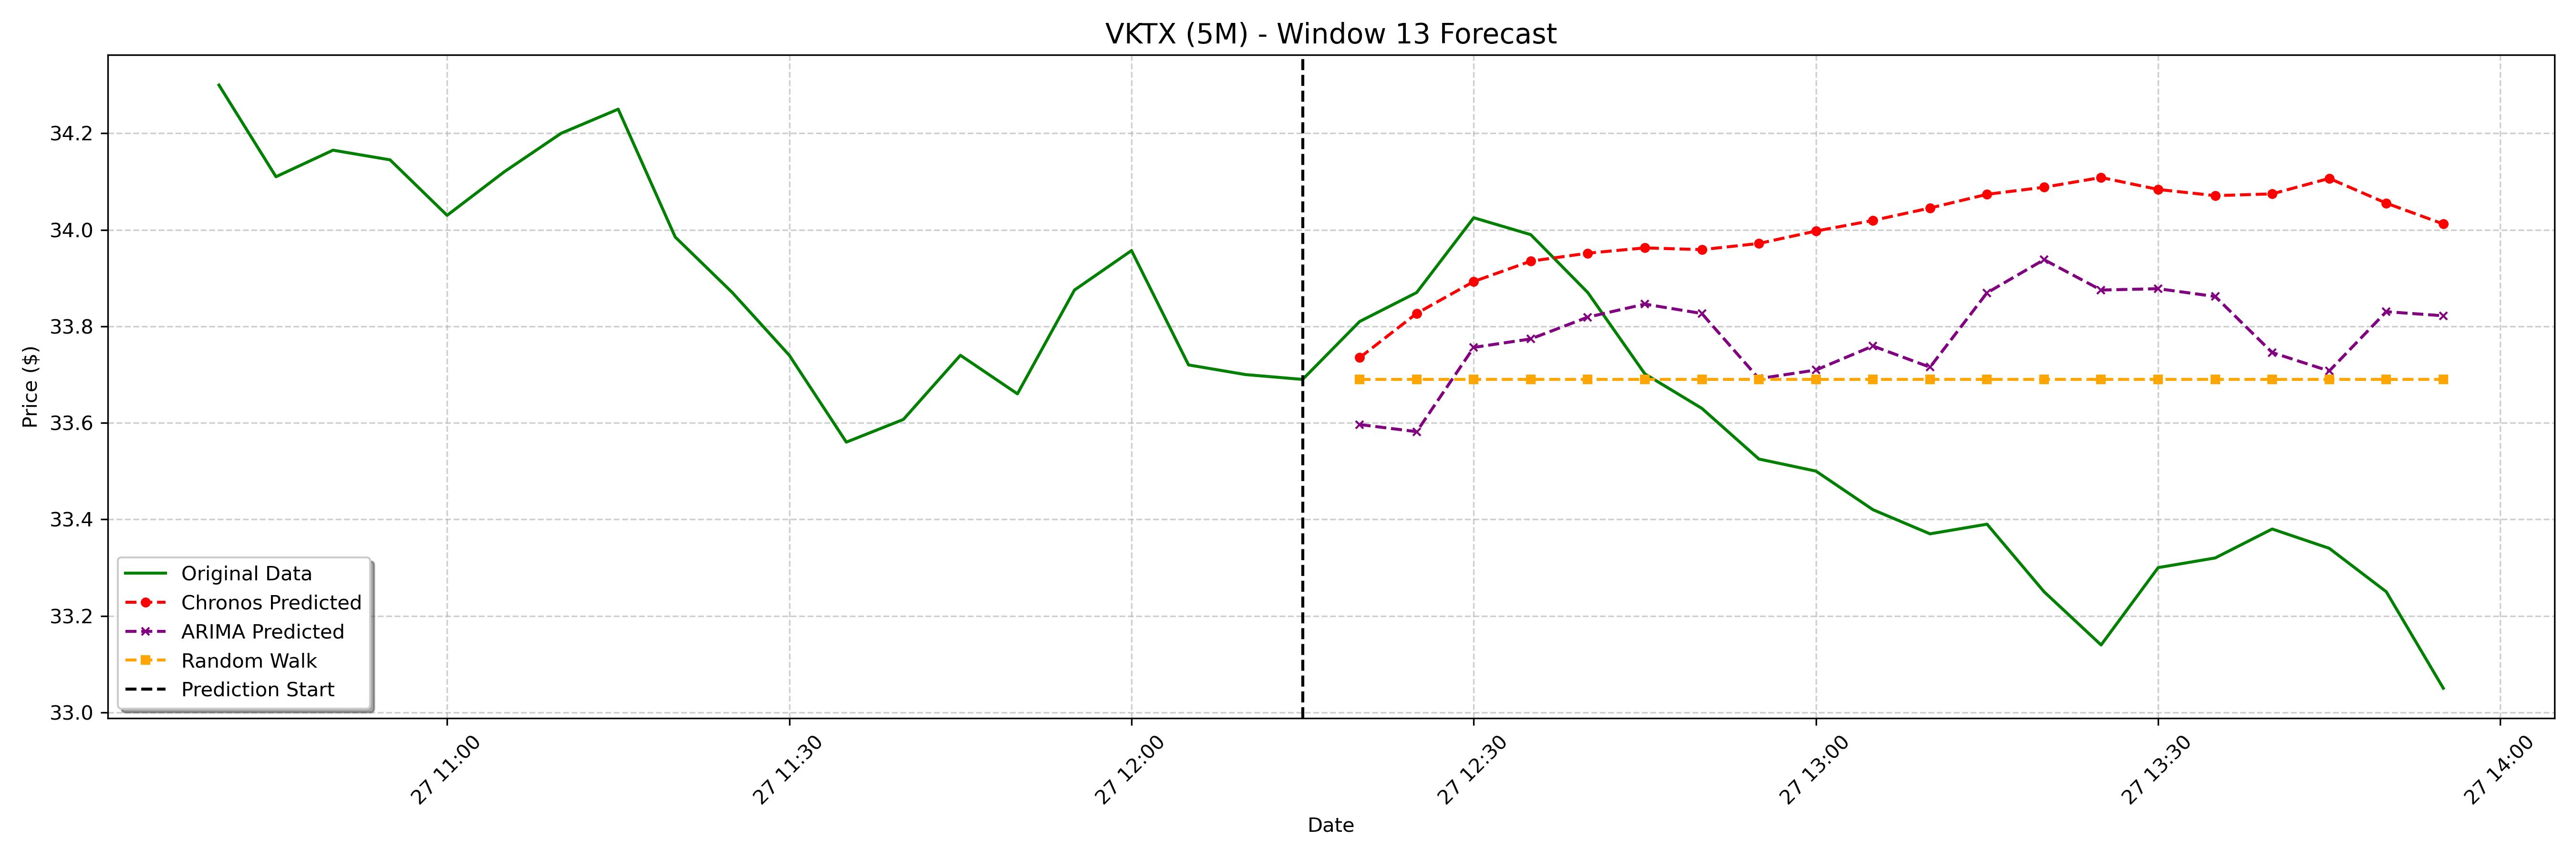 VKTX (5M) - Window 13 Forecast
Price ($)
34.2
34.0
33.8
33.6
33.4
33.2
33.0
Original Data
Chronos Predicted
ARIMA Predicted
Random Walk
Prediction Start
27 11:00
27 11:30
27 12:00
27 12:30
27 13:00
27 13:30
27 14:00
Date